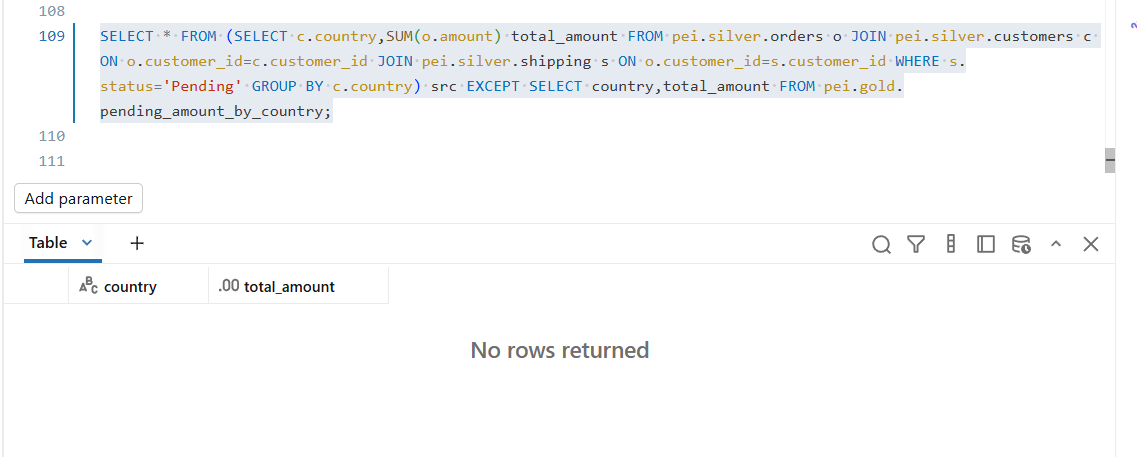 108
109 SELECT * FROM (SELECT c.country,SUM(o.amount) total_amount FROM pei.silver.orders o JOIN pei.silver.customers c
ON o.customer_id=c.customer_id JOIN pei.silver.shipping s ON o.customer_id=s.customer_id WHERE s.
status='Pending' GROUP BY c.country) src EXCEPT SELECT country,total_amount FROM pei.gold.
pending_amount_by_country;
110
111
Add parameter
Table +
ABC country .00 total_amount
No rows returned